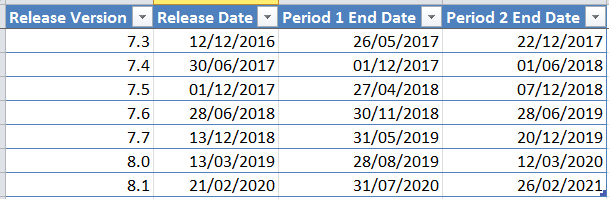 Release Version Release Date Period 1 End Date Period 2 End Date
7.3 12/12/2016 26/05/2017 22/12/2017
7.4 30/06/2017 01/12/2017 01/06/2018
7.5 01/12/2017 27/04/2018 07/12/2018
7.6 28/06/2018 30/11/2018 28/06/2019
7.7 13/12/2018 31/05/2019 20/12/2019
8.0 13/03/2019 28/08/2019 12/03/2020
8.1 21/02/2020 31/07/2020 26/02/2021